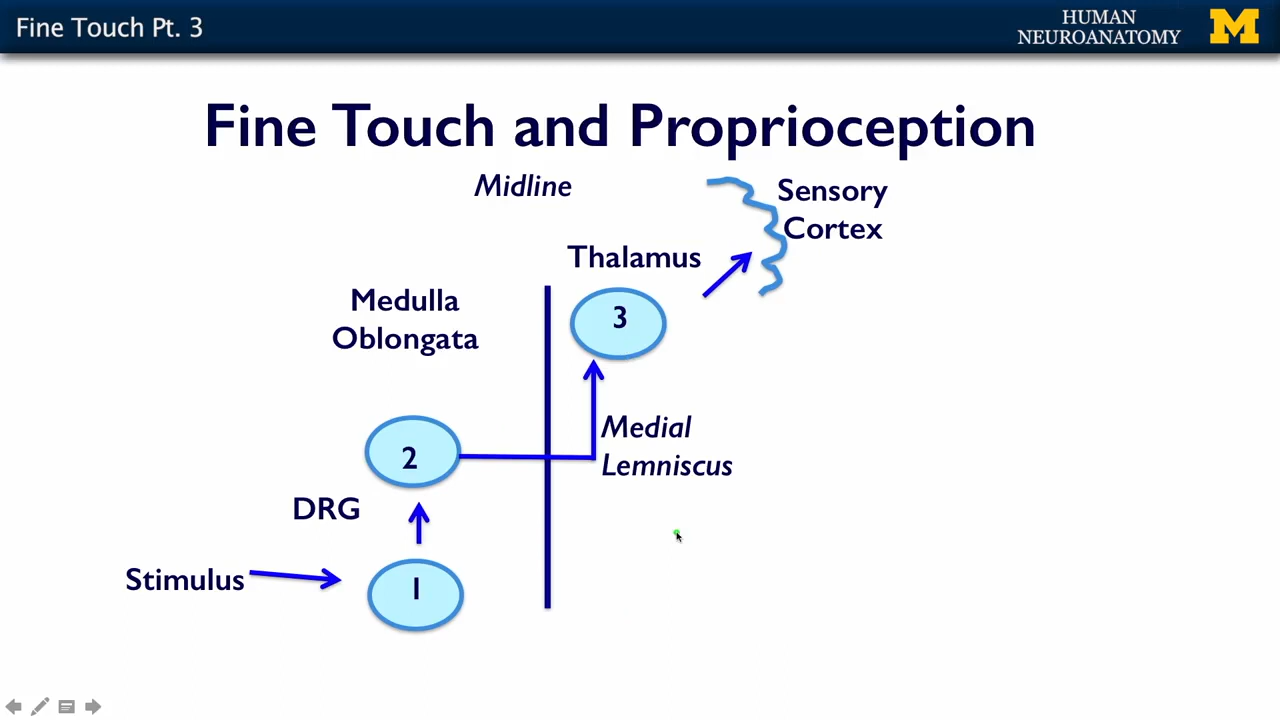 Fine Touch Pt. 3
HUMAN
NEUROANATOMY
M
Fine Touch and Proprioception
Midline
Sensory
Cortex
Thalamus
3
Medulla
Oblongata
2
Medial
Lemniscus
DRG
Stimulus
1